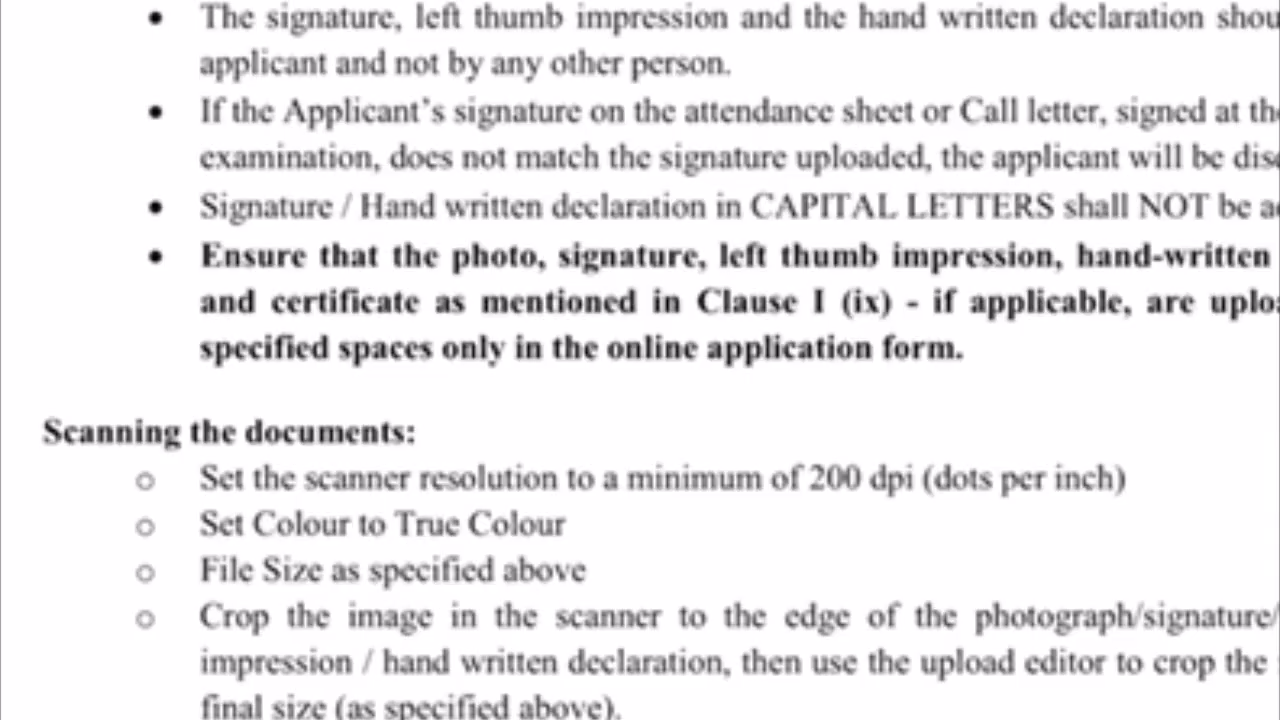 • The signature, left thumb impression and the hand written declaration
applicant and not by any other person.
• If the Applicant's signature on the attendance sheet or Call letter, signed at
examination, does not match the signature uploaded, the applicant will be
• Signature / Hand written declaration in CAPITAL LETTERS shall NOT be
• Ensure that the photo, signature, left thumb impression, hand-written
and certificate as mentioned in Clause I (ix) - if applicable, are
specified spaces only in the online application form.
Scanning the documents:
○ Set the scanner resolution to a minimum of 200 dpi (dots per inch)
○ Set Colour to True Colour
○ File Size as specified above
○ Crop the image in the scanner to the edge of the photograph/signature/
impression / hand written declaration, then use the upload editor to crop the
final size (as specified above).